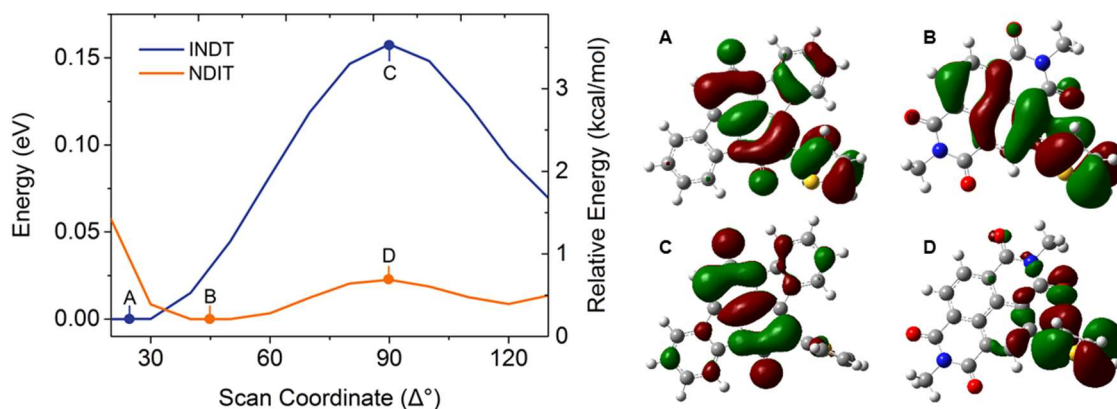 INDT
NDIT
0.15
0.10
0.05
0.00
Energy (eV)
30
60
90
120
Scan Coordinate (Δ°)
3
2
1
0
Relative Energy (kcal/mol)
A
B
C
D
A
B
C
D